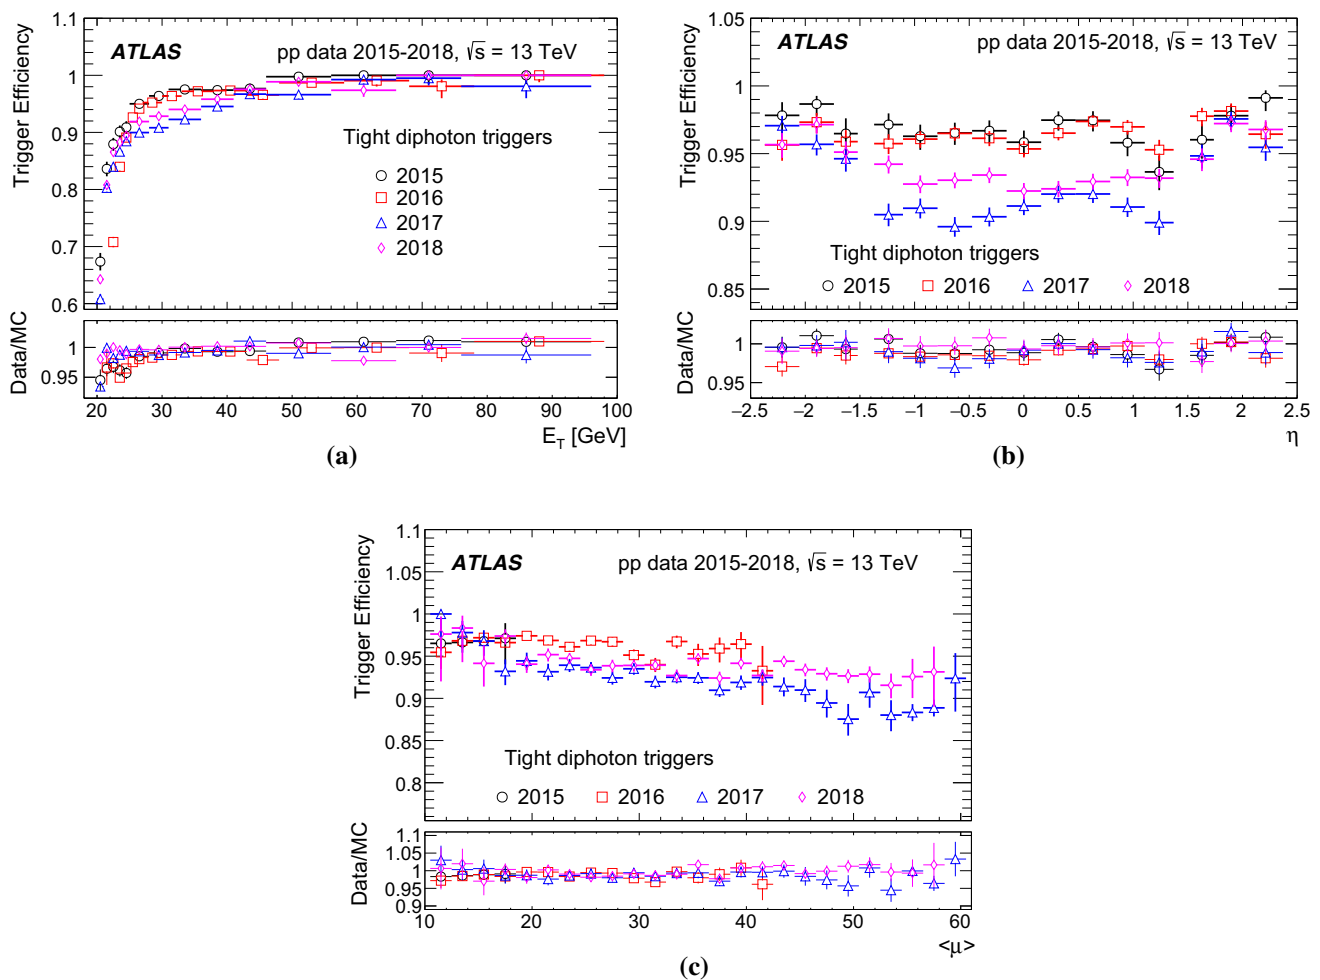 ATLAS pp data 2015-2018, √s = 13 TeV
Trigger Efficiency
1.1
1
0.9
0.8
0.7
0.6
Tight diphoton triggers
2015
2016
2017
2018
Data/MC
1
0.95
20 30 40 50 60 70 80 90 100
E_T [GeV]
(a)
ATLAS pp data 2015-2018, √s = 13 TeV
Trigger Efficiency
1.05
1
0.95
0.9
0.85
Tight diphoton triggers
2015 2016 2017 2018
Data/MC
1
0.95
−2.5 −2 −1.5 −1 −0.5 0 0.5 1 1.5 2 2.5
η
(b)
ATLAS pp data 2015-2018, √s = 13 TeV
Trigger Efficiency
1.1
1.05
1
0.95
0.9
0.85
0.8
Tight diphoton triggers
2015 2016 2017 2018
Data/MC
1.1
1.05
1
0.95
0.9
10 20 30 40 50 60
<μ>
(c)